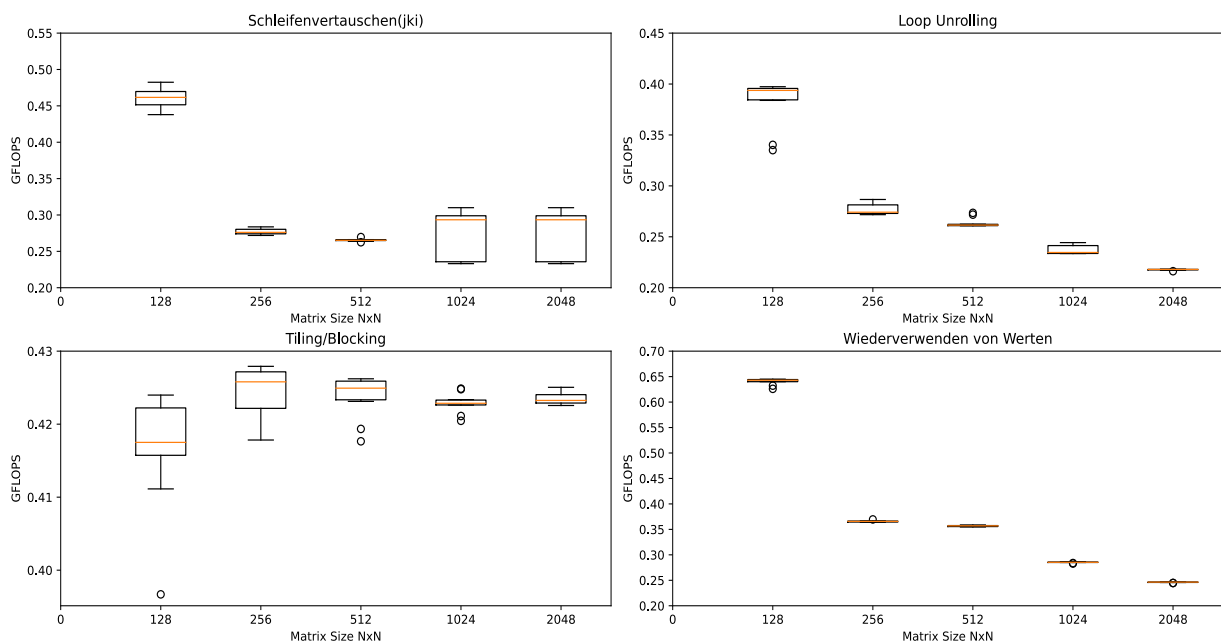 Schleifenvertauschen(jki)
GFLOPS
0.55
0.50
0.45
0.40
0.35
0.30
0.25
0.20
0 128 256 512 1024 2048
Matrix Size NxN
Loop Unrolling
GFLOPS
0.45
0.40
0.35
0.30
0.25
0.20
0 128 256 512 1024 2048
Matrix Size NxN
Tiling/Blocking
GFLOPS
0.43
0.42
0.41
0.40
0 128 256 512 1024 2048
Matrix Size NxN
Wiederverwenden von Werten
GFLOPS
0.70
0.65
0.60
0.55
0.50
0.45
0.40
0.35
0.30
0.25
0.20
0 128 256 512 1024 2048
Matrix Size NxN